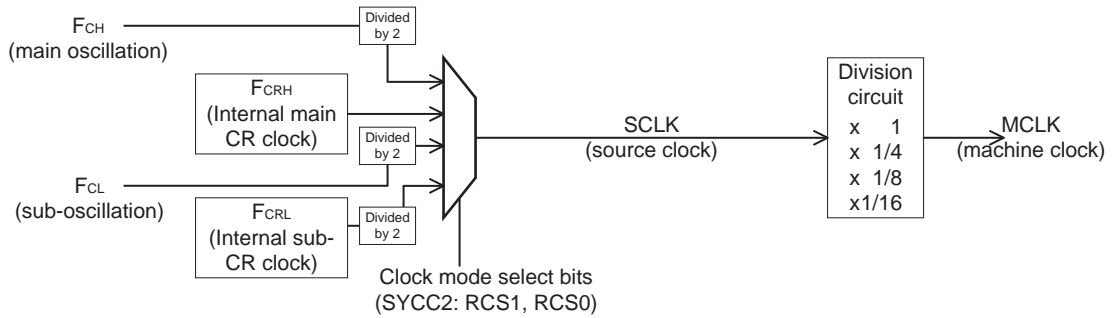 FCH
(main oscillation)
Divided
by 2
FCRH
(Internal main
CR clock)
Divided
by 2
FCL
(sub-oscillation)
FCRL
(Internal sub-
CR clock)
Divided
by 2
Clock mode select bits
(SYCC2: RCS1, RCS0)
SCLK
(source clock)
Division
circuit
x 1
x 1/4
x 1/8
x1/16
MCLK
(machine clock)